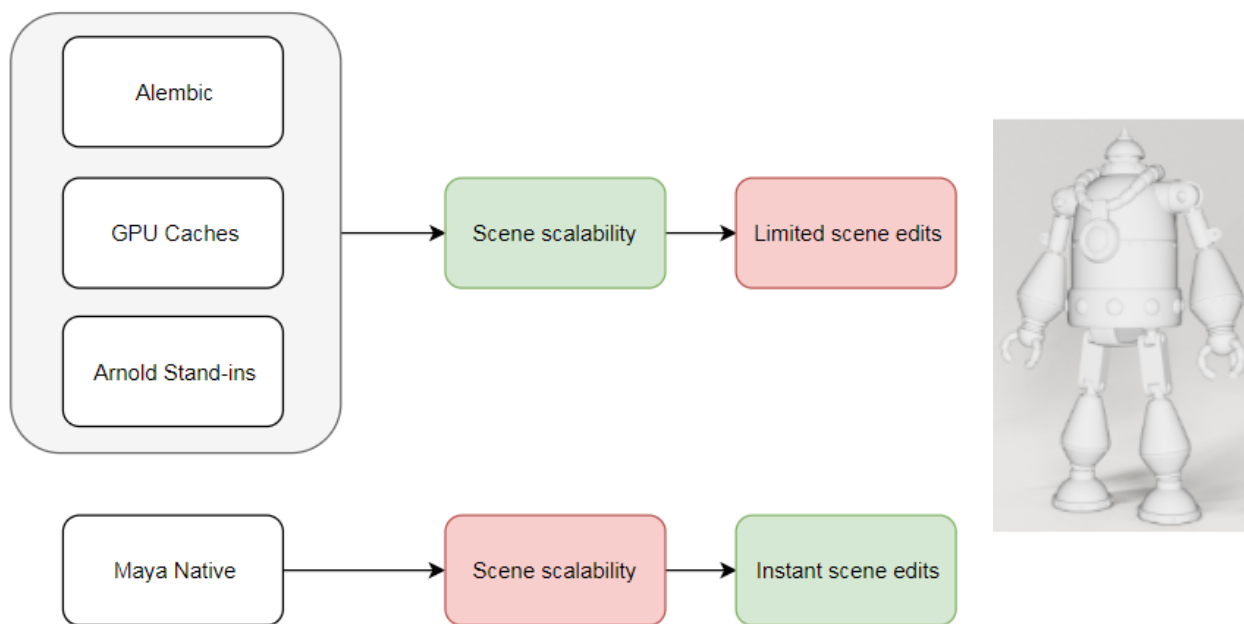 Alembic
GPU Caches
Scene scalability
Limited scene edits
Arnold Stand-ins
Maya Native
Scene scalability
Instant scene edits